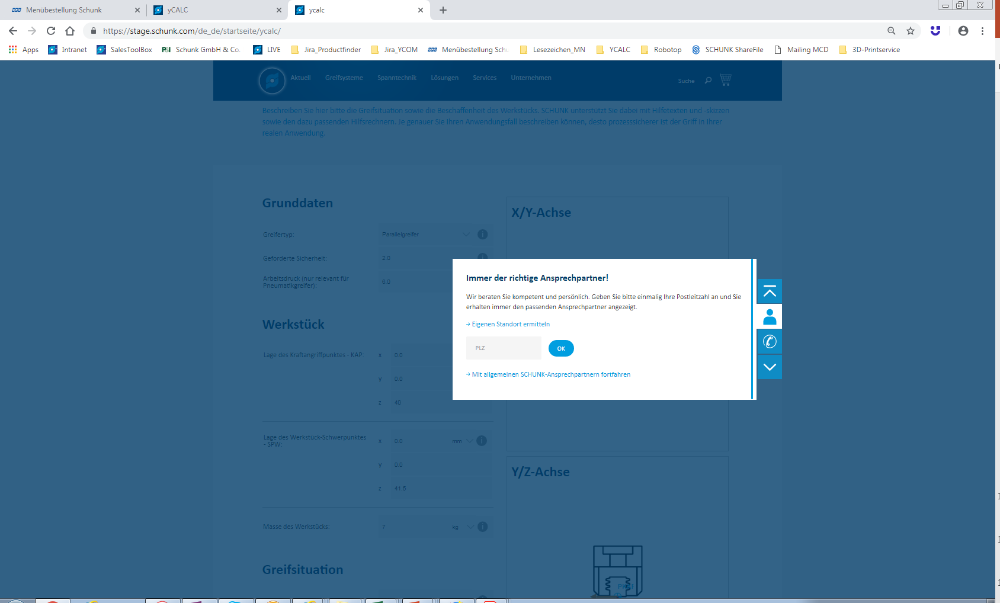 Menübestellung Schunk
yCALC
ycalc
https://stage.schunk.com/de_de/startseite/ycalc/
Apps
Intranet
SalesToolBox
Schunk GmbH & Co.
LIVE
Jira_Productfinder
Jira_YCOM
Menübestellung Schu
Lesezeichen_MN
YCALC
Robotop
SCHUNK ShareFile
Mailing MCD
3D-Printservice
Aktuell
Greifsysteme
Spanntechnik
Lösungen
Services
Unternehmen
Suche
Beschreiben Sie hier bitte die Greifsituation sowie die Beschaffenheit des Werkstücks. SCHUNK unterstützt Sie dabei mit Hilfetexten und -skizzen
sowie den dazu passenden Hilfsrechnern. Je genauer Sie Ihren Anwendungsfall beschreiben können, desto prozesssicherer ist der Griff in Ihrer
realen Anwendung.
Grunddaten
Greifertyp:
Parallelgreifer
Geforderte Sicherheit:
2.0
Arbeitsdruck (nur relevant für
Pneumatikgreifer):
6.0
Werkstück
Lage des Kraftangriffpunktes - KAP:
x
0.0
y
0.0
z
40
Lage des Werkstück-Schwerpunktes
- SPW:
x
0.0
mm
y
0.0
z
41.5
Masse des Werkstücks:
7
kg
Greifsituation
X/Y-Achse
Immer der richtige Ansprechpartner!
Wir beraten Sie kompetent und persönlich. Geben Sie bitte einmalig Ihre Postleitzahl an und Sie
erhalten immer den passenden Ansprechpartner angezeigt.
→ Eigenen Standort ermitteln
PLZ
OK
→ Mit allgemeinen SCHUNK-Ansprechpartnern fortfahren
Y/Z-Achse